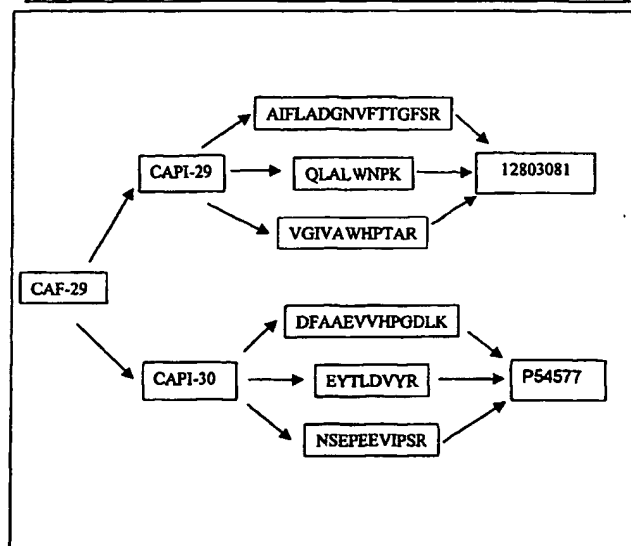 AIFLADGNVFTTGFSR
CAPI-29
QLALWNPK
12803081
VGIVAWHPTAR
CAF-29
DFAAEVVHPGDLK
CAPI-30
EYTLDVYR
P54577
NSEPEEVIPSR